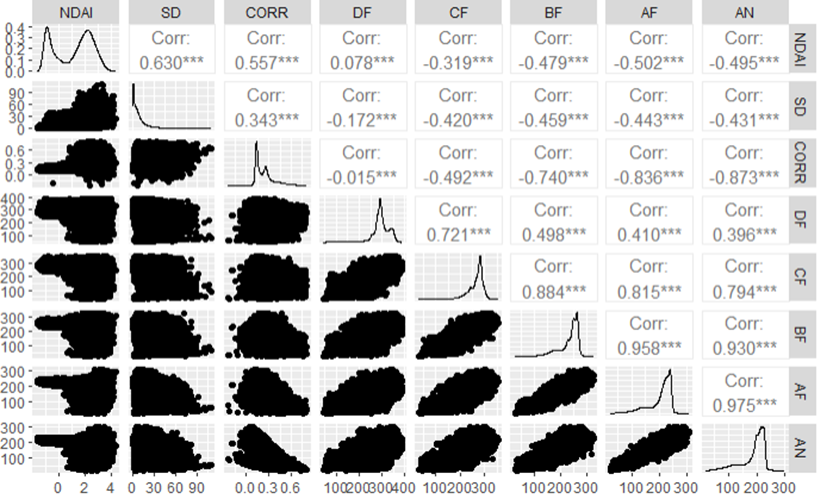 NDAI SD CORR DF CF BF AF AN
0.4
0.3
0.2
0.1
0.0
Corr: Corr: Corr: Corr: Corr: Corr: Corr:
0.630*** 0.557*** 0.078*** -0.319*** -0.479*** -0.502*** -0.495***
NDAI
90
60
30
0
Corr: Corr: Corr: Corr: Corr: Corr:
0.343*** -0.172*** -0.420*** -0.459*** -0.443*** -0.431***
SD
0.6
0.3
0.0
Corr: Corr: Corr: Corr: Corr:
-0.015*** -0.492*** -0.740*** -0.836*** -0.873***
CORR
400
300
200
100
Corr: Corr: Corr: Corr:
0.721*** 0.498*** 0.410*** 0.396***
DF
300
200
100
Corr: Corr: Corr:
0.884*** 0.815*** 0.794***
CF
300
200
100
Corr: Corr:
0.958*** 0.930***
BF
300
200
100
Corr:
0.975***
AF
300
200
100
AN
0 2 4 0 30 60 90 0.0 0.3 0.6 100 200 300 400 100 200 300 100 200 300 100 200 300 100 200 300